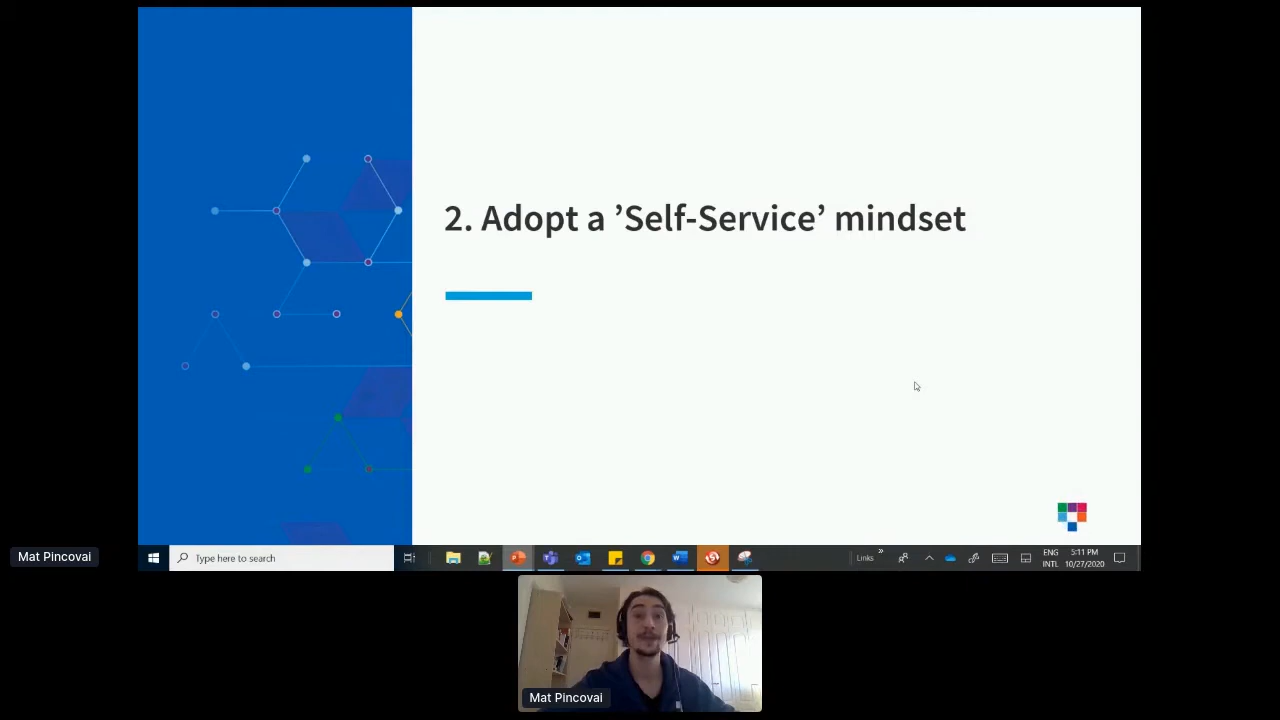 2. Adopt a ’Self-Service’ mindset
Mat Pincovai
Type here to search
Links
»
ENG
INTL
5:11 PM
10/27/2020
Mat Pincovai